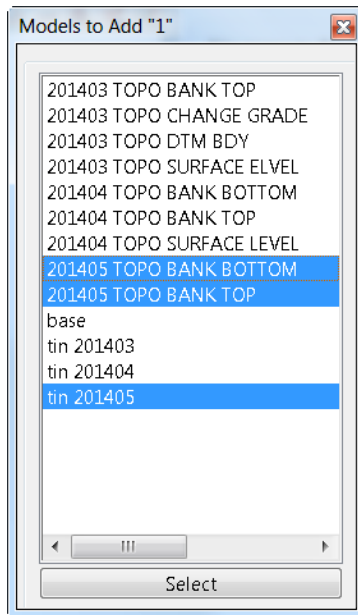 Models to Add "1"
201403 TOPO BANK TOP
201403 TOPO CHANGE GRADE
201403 TOPO DTM BDY
201403 TOPO SURFACE ELVEL
201404 TOPO BANK BOTTOM
201404 TOPO BANK TOP
201404 TOPO SURFACE LEVEL
201405 TOPO BANK BOTTOM
201405 TOPO BANK TOP
base
tin 201403
tin 201404
tin 201405
Select